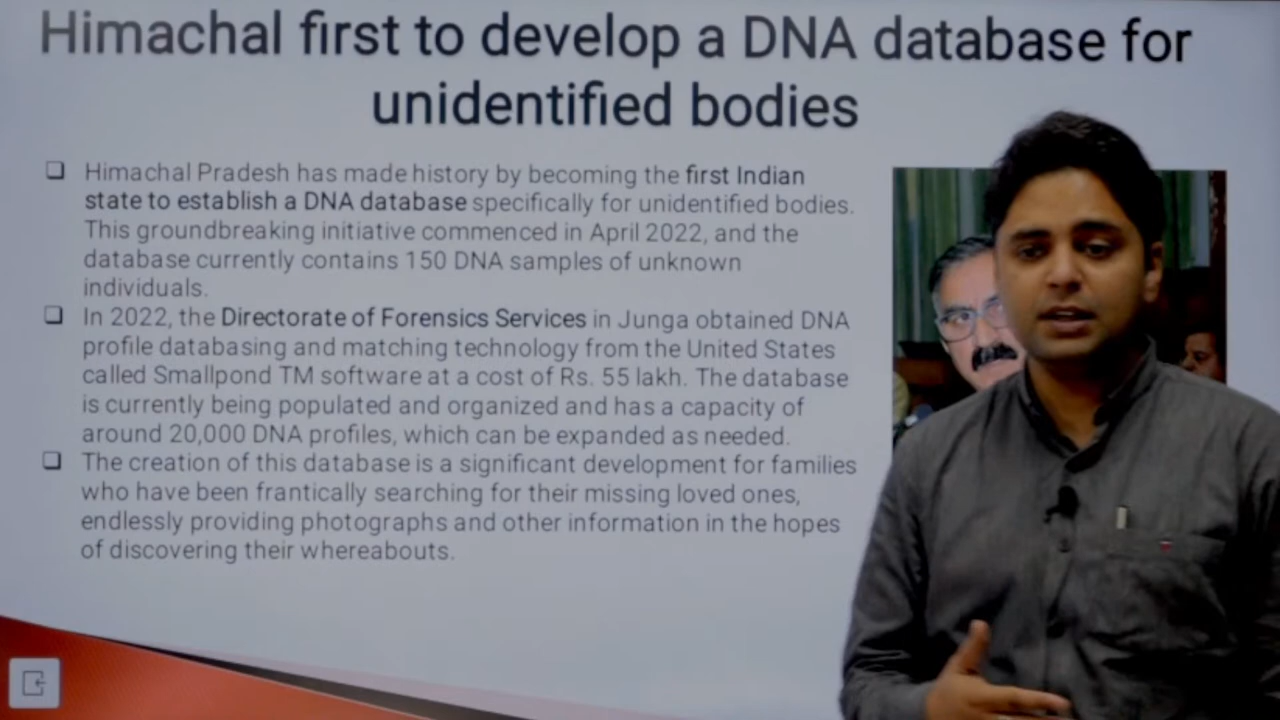 Himachal first to develop a DNA database for
unidentified bodies
Himachal Pradesh has made history by becoming the first Indian
state to establish a DNA database specifically for unidentified bodies.
This groundbreaking initiative commenced in April 2022, and the
database currently contains 150 DNA samples of unknown
individuals.
In 2022, the Directorate of Forensics Services in Junga obtained DNA
profile databasing and matching technology from the United States
called Smallpond TM software at a cost of Rs. 55 lakh. The database
is currently being populated and organized and has a capacity of
around 20,000 DNA profiles, which can be expanded as needed.
The creation of this database is a significant development for families
who have been frantically searching for their missing loved ones,
endlessly providing photographs and other information in the hopes
of discovering their whereabouts.